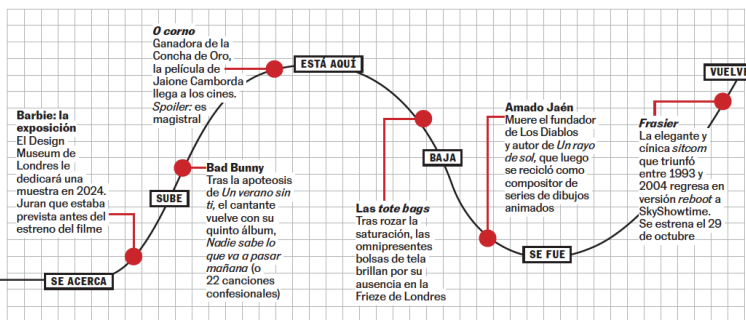 Barbie: la
exposición
El Design
Museum de
Londres le
dedicará una
muestra en 2024.
Juran que estaba
prevista antes del
estreno del filme
SE ACERCA
SUBE
O corno
Ganadora de la
Concha de Oro,
la película de
Jaione Camborda
llega a los cines.
Spoiler: es
magistral
Bad Bunny
Tras la apoteosis
de Un verano sin
ti, el cantante
vuelve con su
quinto álbum,
Nadie sabe lo
que va a pasar
mañana (o
22 canciones
confesionales)
ESTÁ AQUÍ
Las tote bags
Tras rozar la
saturación, las
omnipresentes
bolsas de tela
brillan por su
ausencia en la
Frieze de Londres
BAJA
Amado Jaén
Muere el fundador
de Los Diablos
y autor de Un rayo
de sol, que luego
se recició como
compositor de
series de dibujos
animados
SE FUE
Frasier
La elegante y
cínica sitcom
que triunfó
entre 1993 y
2004 regresa en
versión reboot a
SkyShowtime.
Se estrena el 29
de octubre
VUELVE